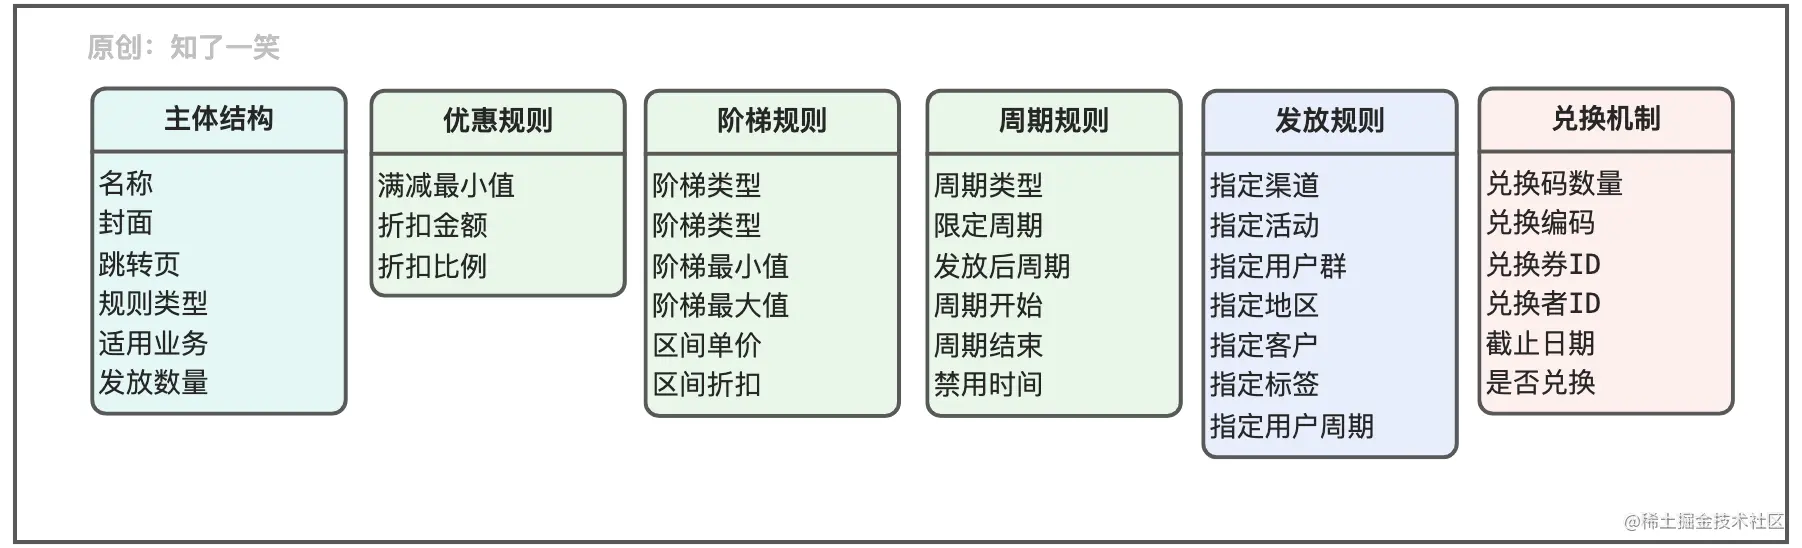 原创：知了一笑
主体结构
名称
封面
跳转页
规则类型
适用业务
发放数量
优惠规则
满减最小值
折扣金额
折扣比例
阶梯规则
阶梯类型
阶梯类型
阶梯最小值
阶梯最大值
区间单价
区间折扣
周期规则
周期类型
限定周期
发放后周期
周期开始
周期结束
禁用时间
发放规则
指定渠道
指定活动
指定用户群
指定地区
指定客户
指定标签
指定用户周期
兑换机制
兑换码数量
兑换编码
兑换券ID
兑换者ID
截止日期
是否兑换
@稀土掘金技术社区